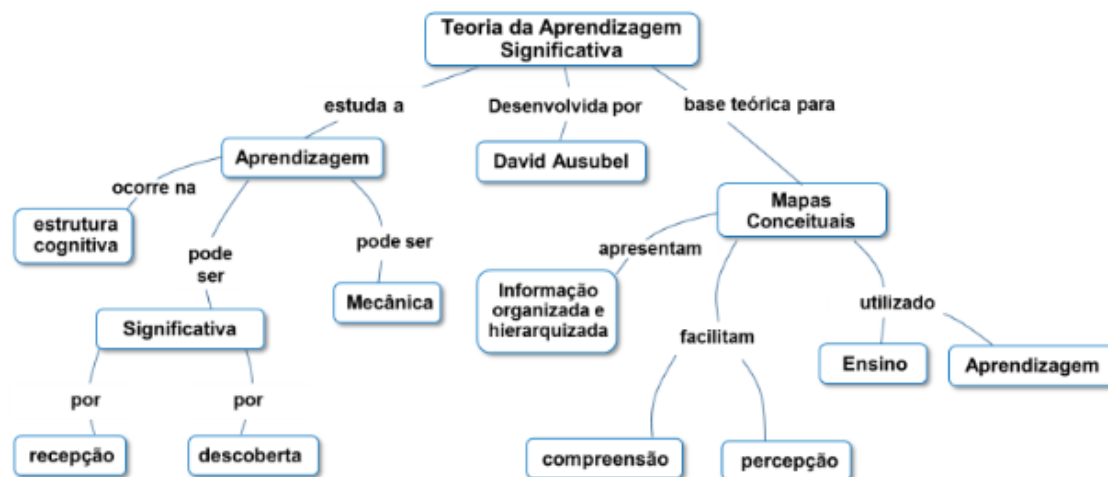 Teoria da Aprendizagem
Significativa
estuda a
Desenvolvida por
base teórica para
Aprendizagem
David Ausubel
ocorre na
Mapas
Conceituais
estrutura
cognitiva
pode
ser
pode ser
apresentam
Mecânica
Informação
organizada e
hierarquizada
utilizado
Significativa
facilitam
Ensino
Aprendizagem
por
por
recepção
descoberta
compreensão
percepção